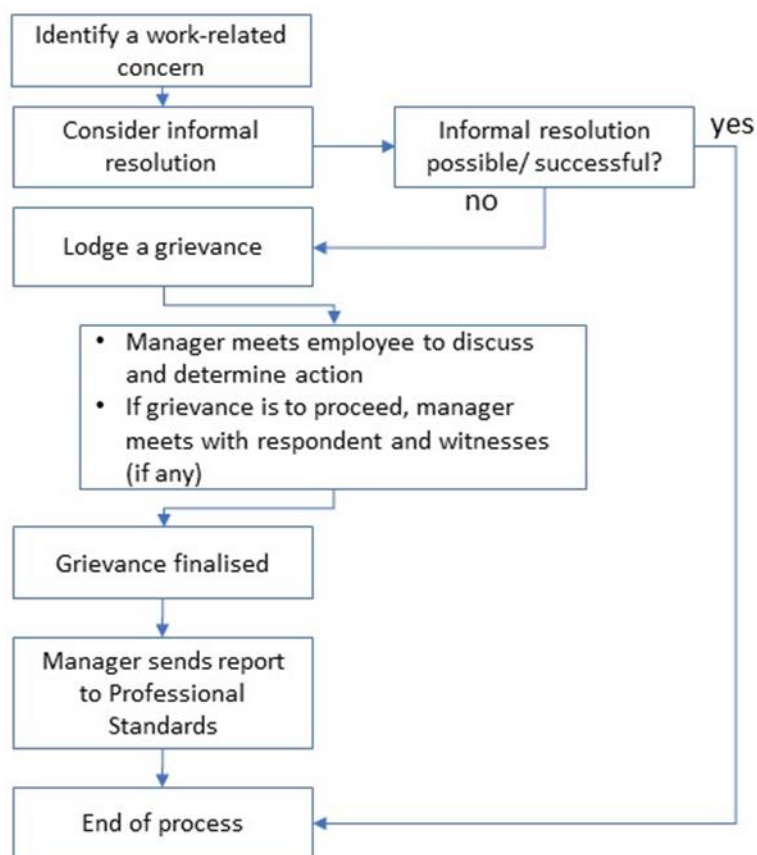 Identify a work-related
concern
Consider informal
resolution
Informal resolution
possible/ successful?
yes
no
Lodge a grievance
• Manager meets employee to discuss
and determine action
• If grievance is to proceed, manager
meets with respondent and witnesses
(if any)
Grievance finalised
Manager sends report
to Professional
Standards
End of process